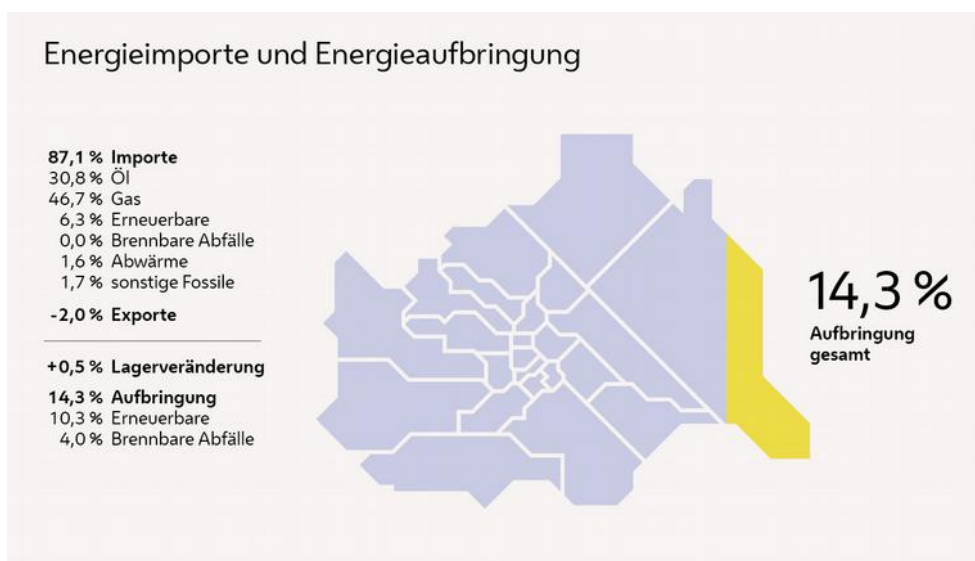 Energieimporte und Energieaufbringung
87,1 % Importe
30,8 % Öl
46,7 % Gas
6,3 % Erneuerbare
0,0 % Brennbare Abfälle
1,6 % Abwärme
1,7 % sonstige Fossile
-2,0 % Exporte
+0,5 % Lagerveränderung
14,3 % Aufbringung
10,3 % Erneuerbare
4,0 % Brennbare Abfälle
14,3 %
Aufbringung
gesamt